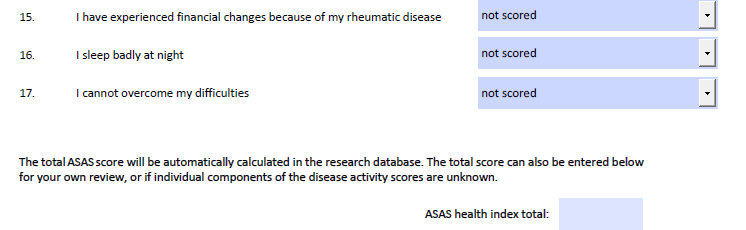 15. I have experienced financial changes because of my rheumatic disease not scored
16. I sleep badly at night not scored
17. I cannot overcome my difficulties not scored
The total ASAS score will be automatically calculated in the research database. The total score can also be entered below
for your own review, or if individual components of the disease activity scores are unknown.
ASAS health index total: